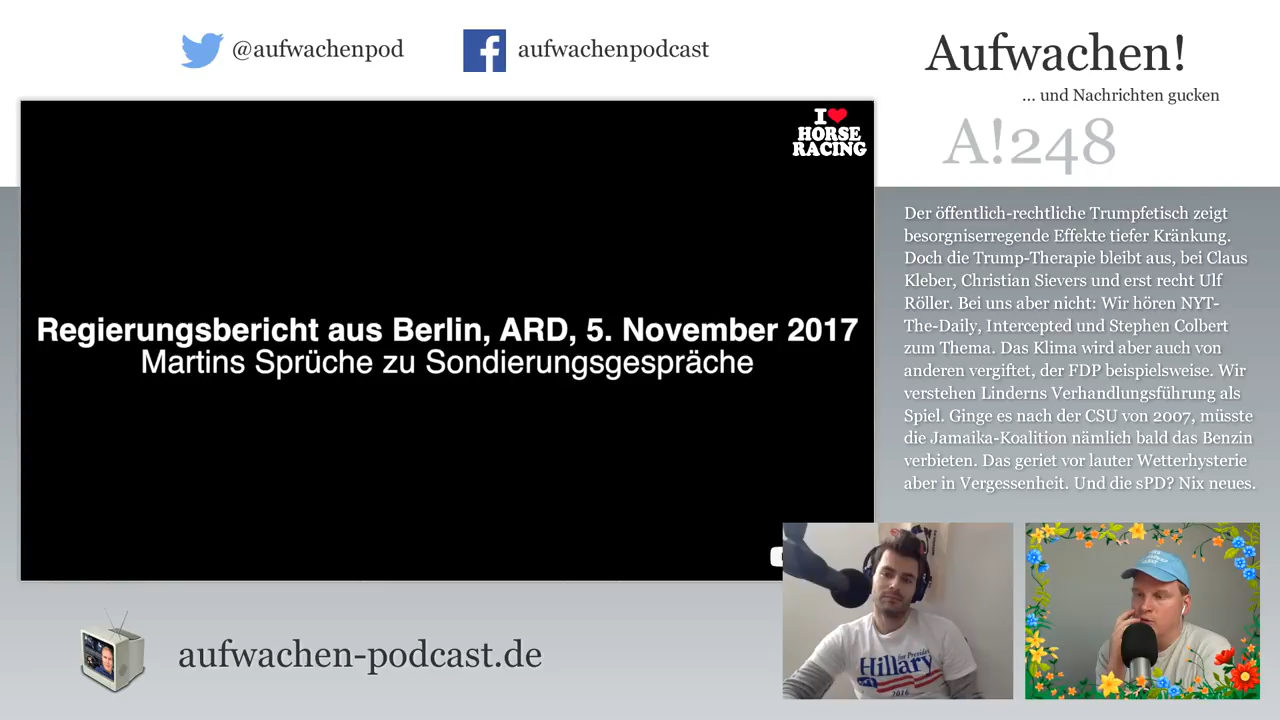 @aufwachenpod
aufwachenpodcast
Aufwachen!
... und Nachrichten gucken
A!248
I
HORSE
RACING
Regierungsbericht aus Berlin, ARD, 5. November 2017
Martins Sprüche zu Sondierungsgespräche
Der öffentlich-rechtliche Trumpfetisch zeigt
besorgniserregende Effekte tiefer Kränkung.
Doch die Trump-Therapie bleibt aus, bei Claus
Kleber, Christian Sievers und erst recht Ulf
Röller. Bei uns aber nicht: Wir hören NYT-
The-Daily, Intercepted und Stephen Colbert
zum Thema. Das Klima wird aber auch von
anderen vergiftet, der FDP beispielsweise. Wir
verstehen Linderns Verhandlungsführung als
Spiel. Ginge es nach der CSU von 2007, müsste
die Jamaika-Koalition nämlich bald das Benzin
verbieten. Das geriet vor lauter Wetterhysterie
aber in Vergessenheit. Und die sPD? Nix neues.
for President
Hillary
2016
aufwachen-podcast.de